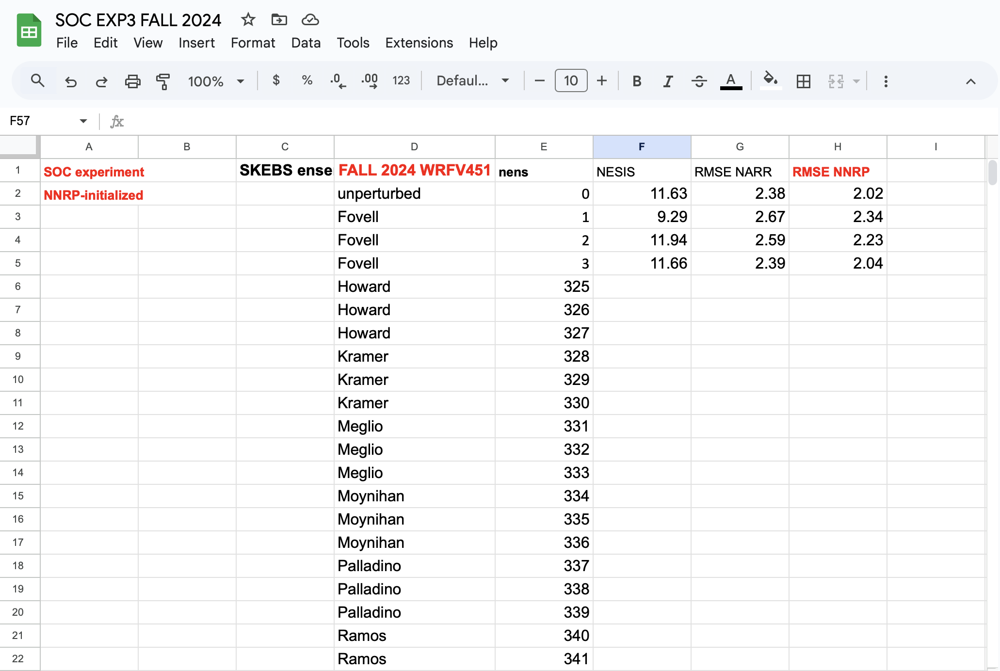 SOC EXP3 FALL 2024
File Edit View Insert Format Data Tools Extensions Help
100% $ % .0 .00 123 Defaul... 10 B I A
F57 fx
A B C D E F G H I
1 SOC experiment SKEBS ense FALL 2024 WRFV451 nens NESIS RMSE NARR RMSE NNRP
2 NNRP-initialized unperturbed 0 11.63 2.38 2.02
3 Fovell 1 9.29 2.67 2.34
4 Fovell 2 11.94 2.59 2.23
5 Fovell 3 11.66 2.39 2.04
6 Howard 325
7 Howard 326
8 Howard 327
9 Kramer 328
10 Kramer 329
11 Kramer 330
12 Meglio 331
13 Meglio 332
14 Meglio 333
15 Moynihan 334
16 Moynihan 335
17 Moynihan 336
18 Palladino 337
19 Palladino 338
20 Palladino 339
21 Ramos 340
22 Ramos 341